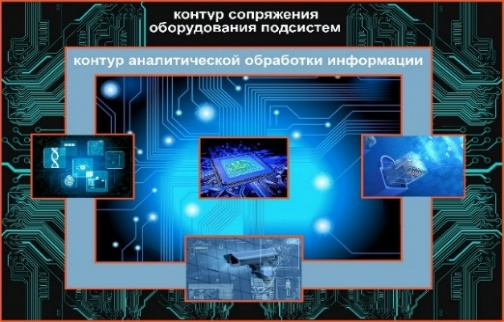 контур сопряжения
оборудования подсистем
контур аналитической обработки информации